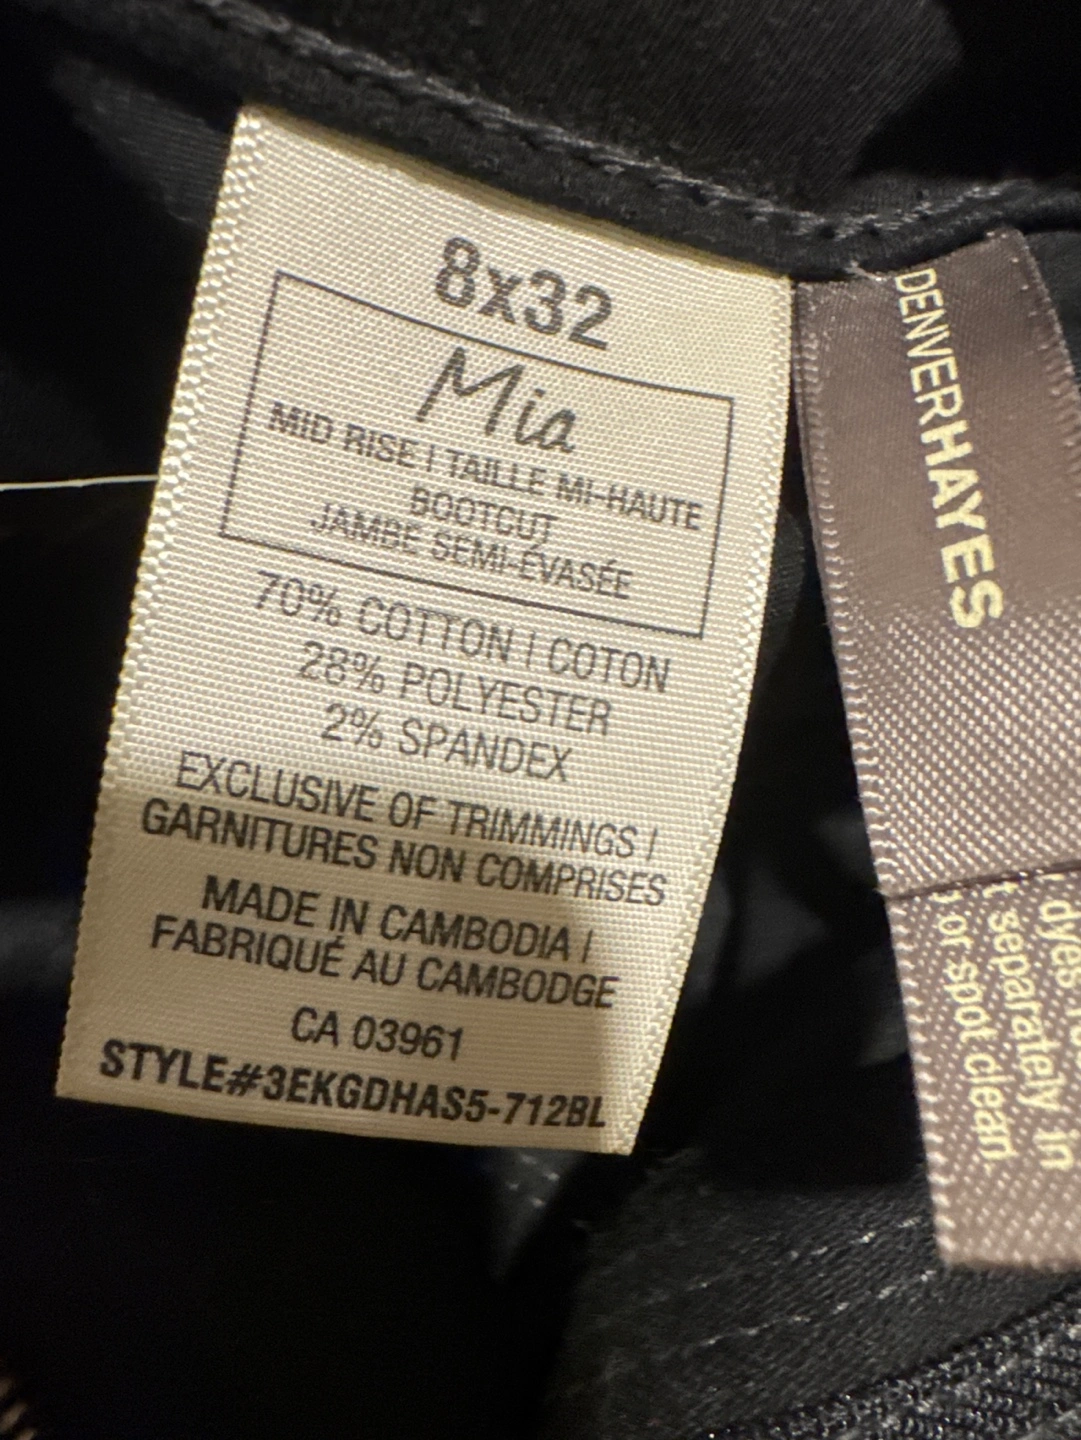 8x32
Mia
MID RISE | TAILLE MI-HAUTE
BOOTCUT
JAMBE SEMI-ÉVASÉE
70% COTTON | COTON
28% POLYESTER
2% SPANDEX
EXCLUSIVE OF TRIMMINGS |
GARNITURES NON COMPRISES
MADE IN CAMBODIA |
FABRIQUÉ AU CAMBODGE
CA 03961
STYLE#3EKGDHAS5-712BL
DENVERHAYES
dyes
separately in
or spot clean.